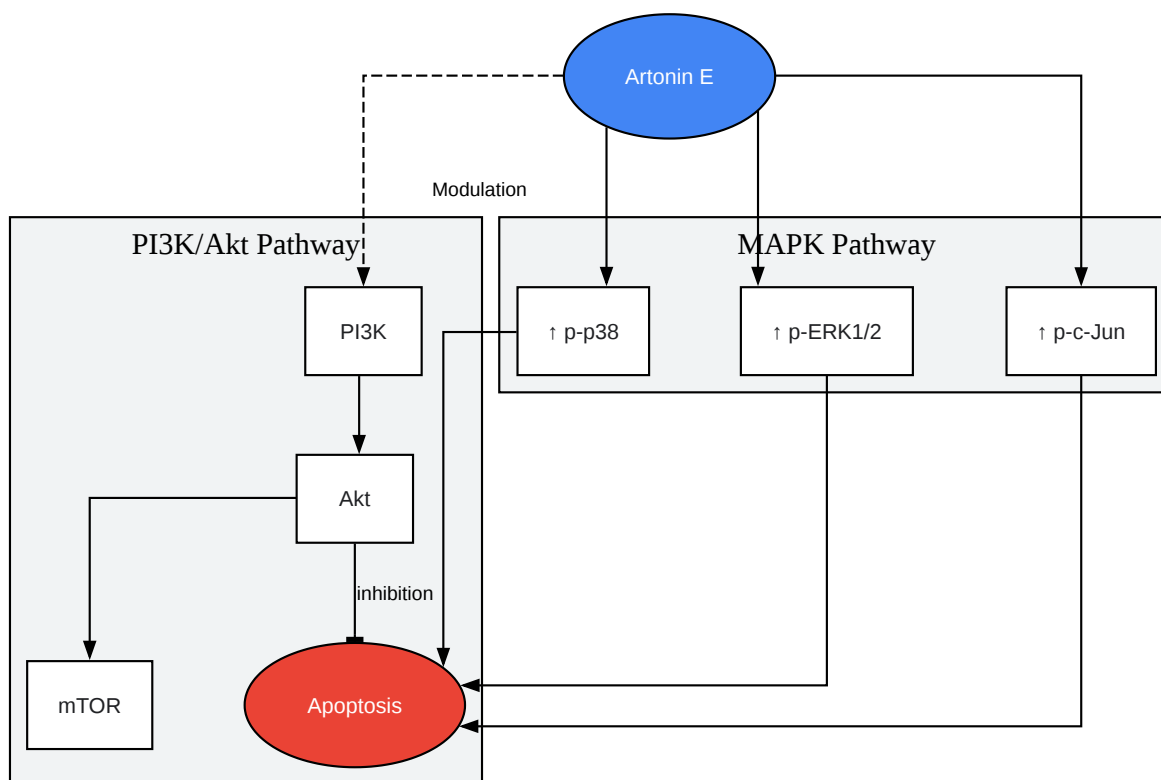 Artonin E
Modulation
PI3K/Akt Pathway
MAPK Pathway
PI3K
↑ p-p38
↑ p-ERK1/2
↑ p-c-Jun
Akt
inhibition
mTOR
Apoptosis